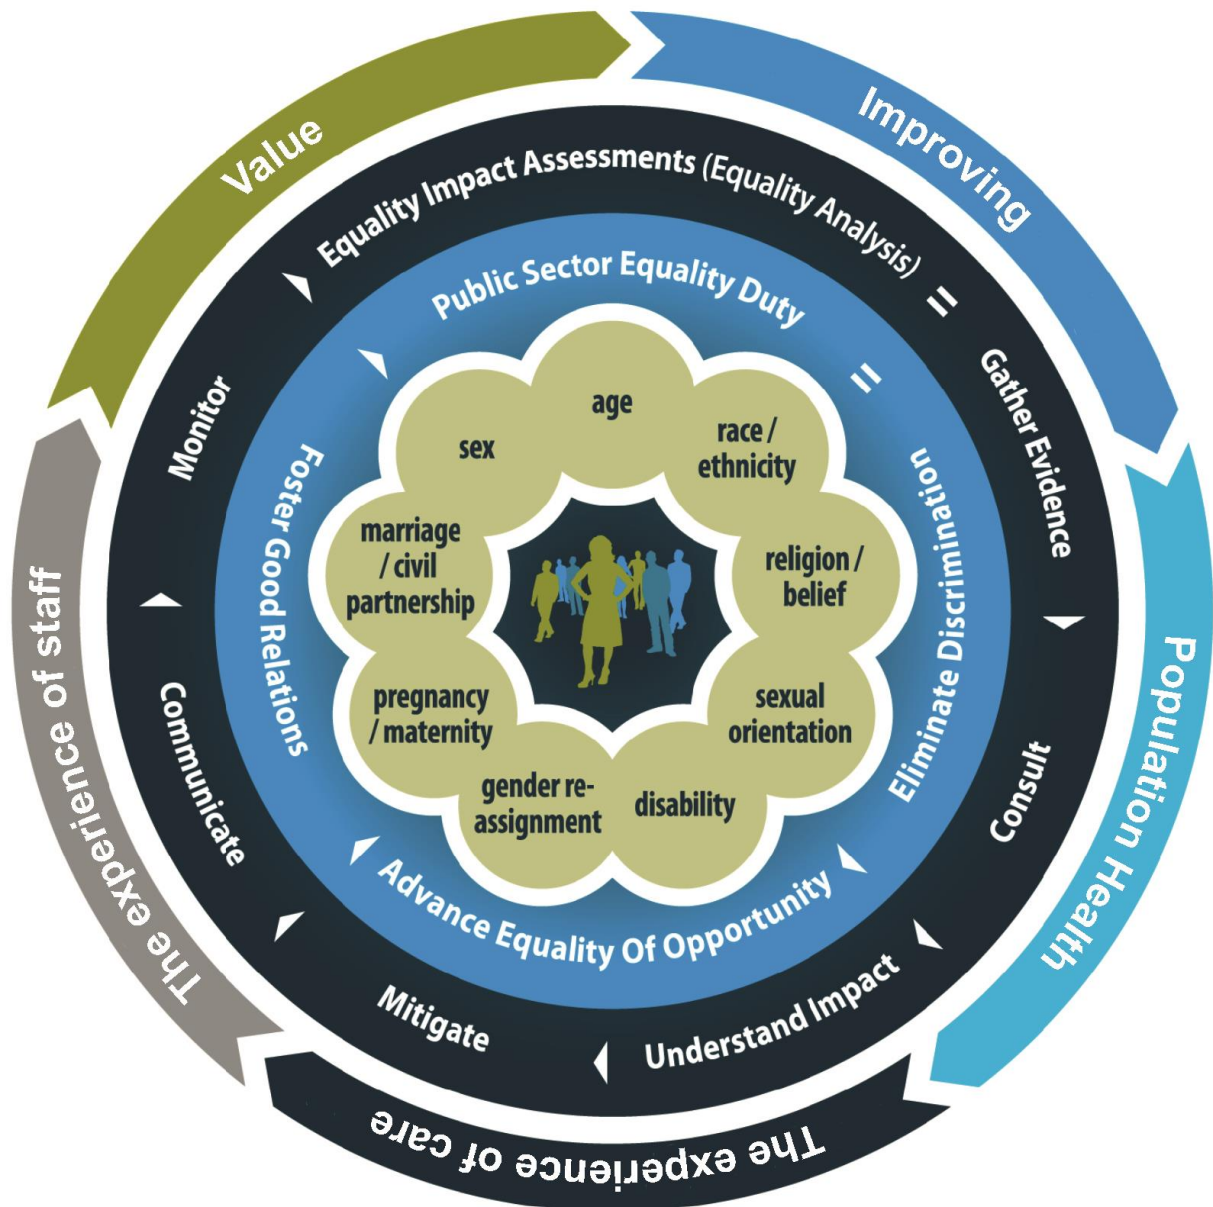 Improving
Population Health
The experience of care
The experience of staff
Value
Equality Impact Assessments (Equality Analysis) =
Gather Evidence
Consult
Understand Impact
Mitigate
Communicate
Monitor
Public Sector Equality Duty =
Eliminate Discrimination
Advance Equality Of Opportunity
Foster Good Relations
age
race /
ethnicity
religion /
belief
sexual
orientation
disability
gender re-
assignment
pregnancy
/ maternity
marriage
/ civil
partnership
sex